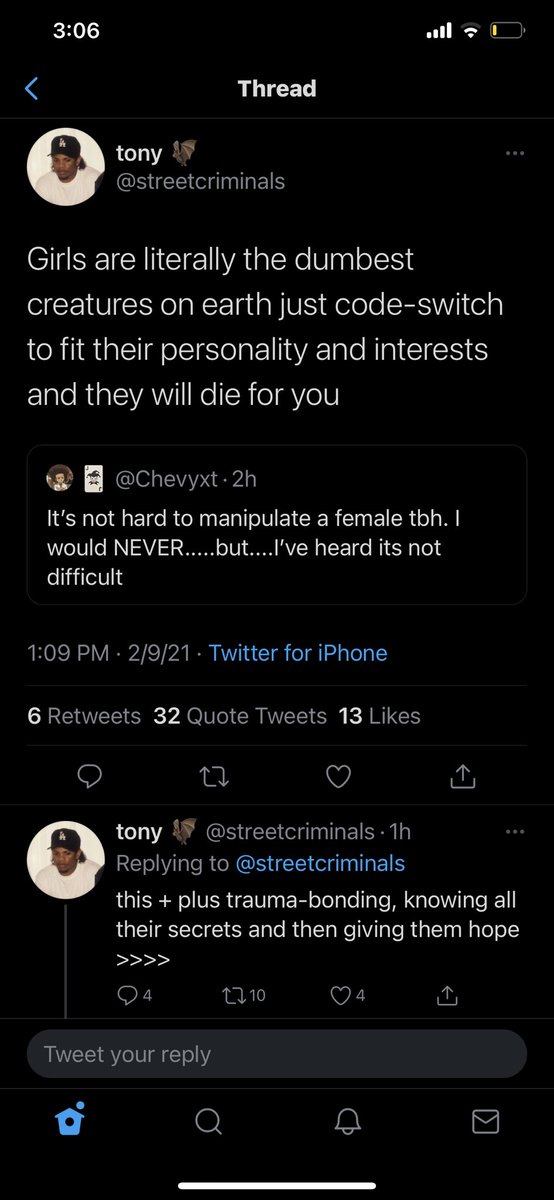 3:06
Thread
tony 🦇
@streetcriminals
Girls are literally the dumbest
creatures on earth just code-switch
to fit their personality and interests
and they will die for you
@Chevyxt · 2h
It's not hard to manipulate a female tbh. I
would NEVER.....but....I've heard its not
difficult
1:09 PM · 2/9/21 · Twitter for iPhone
6 Retweets 32 Quote Tweets 13 Likes
tony 🦇 @streetcriminals · 1h
Replying to @streetcriminals
this + plus trauma-bonding, knowing all
their secrets and then giving them hope
>>>>
4 10 4
Tweet your reply